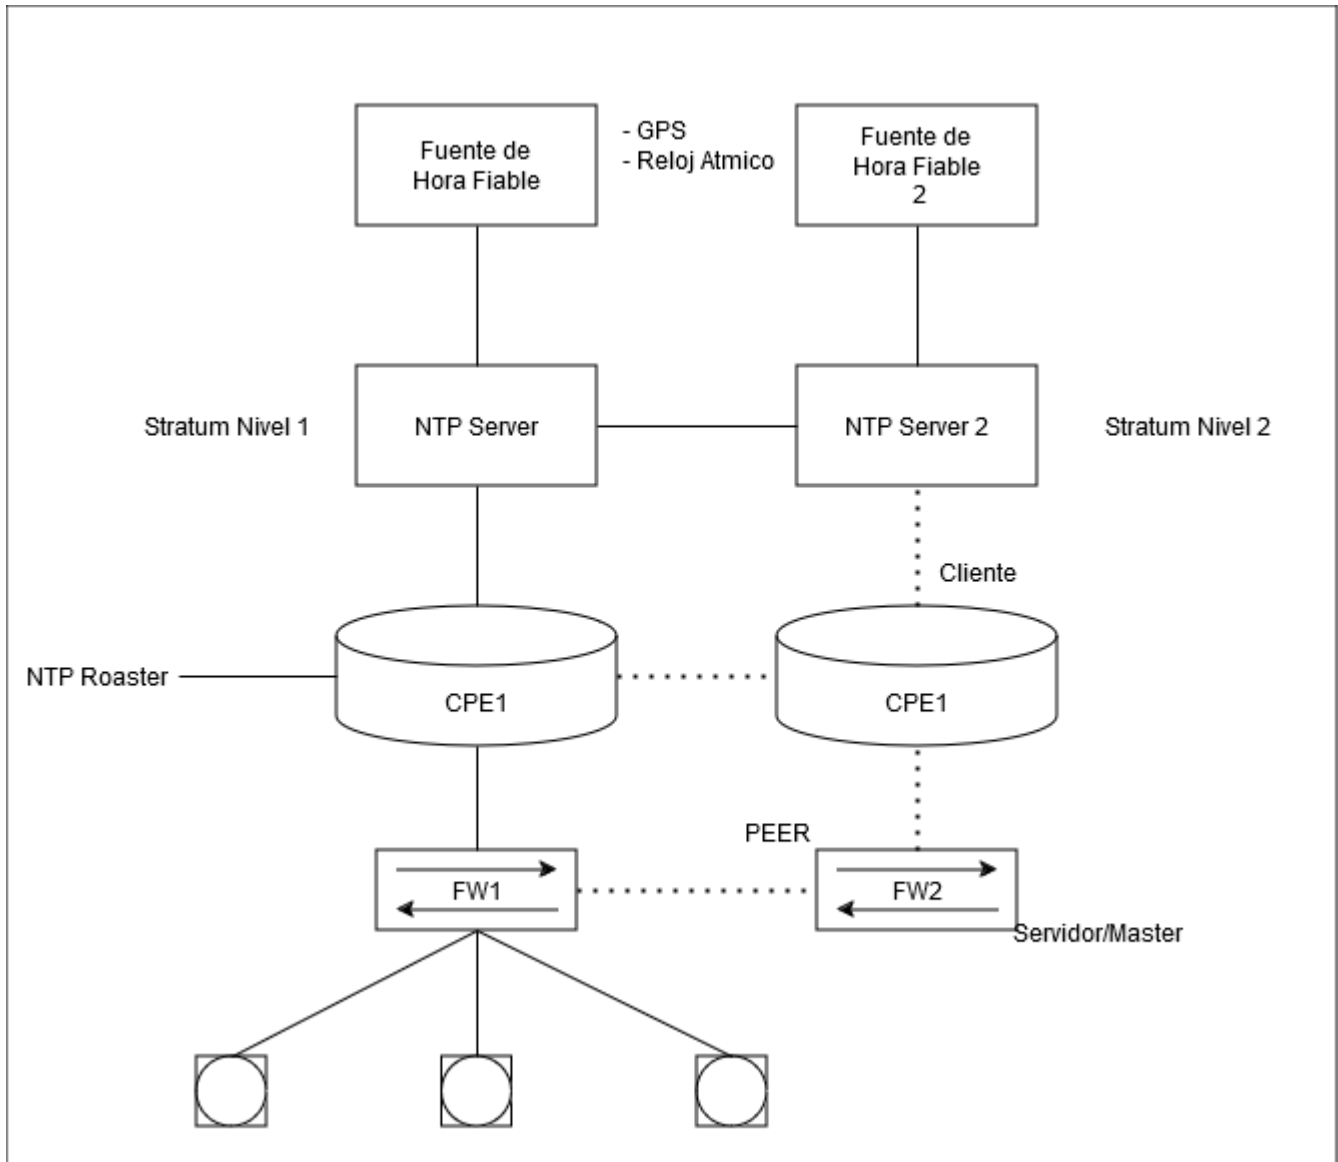 Fuente de
Hora Fiable
- GPS
- Reloj Atmico
Fuente de
Hora Fiable
2
Stratum Nivel 1
NTP Server
NTP Server 2
Stratum Nivel 2
Cliente
NTP Roaster
CPE1
CPE1
PEER
FW1
FW2
Servidor/Master